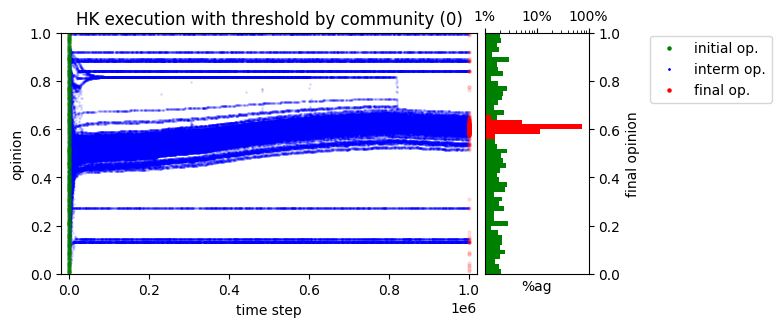 HK execution with threshold by community (0)
1% 10% 100%
initial op.
interm op.
final op.
1.0
0.8
0.6
0.4
0.2
0.0
opinion
0.0 0.2 0.4 0.6 0.8 1.0
1e6
time step
%ag
1.0
0.8
0.6
0.4
0.2
0.0
final opinion